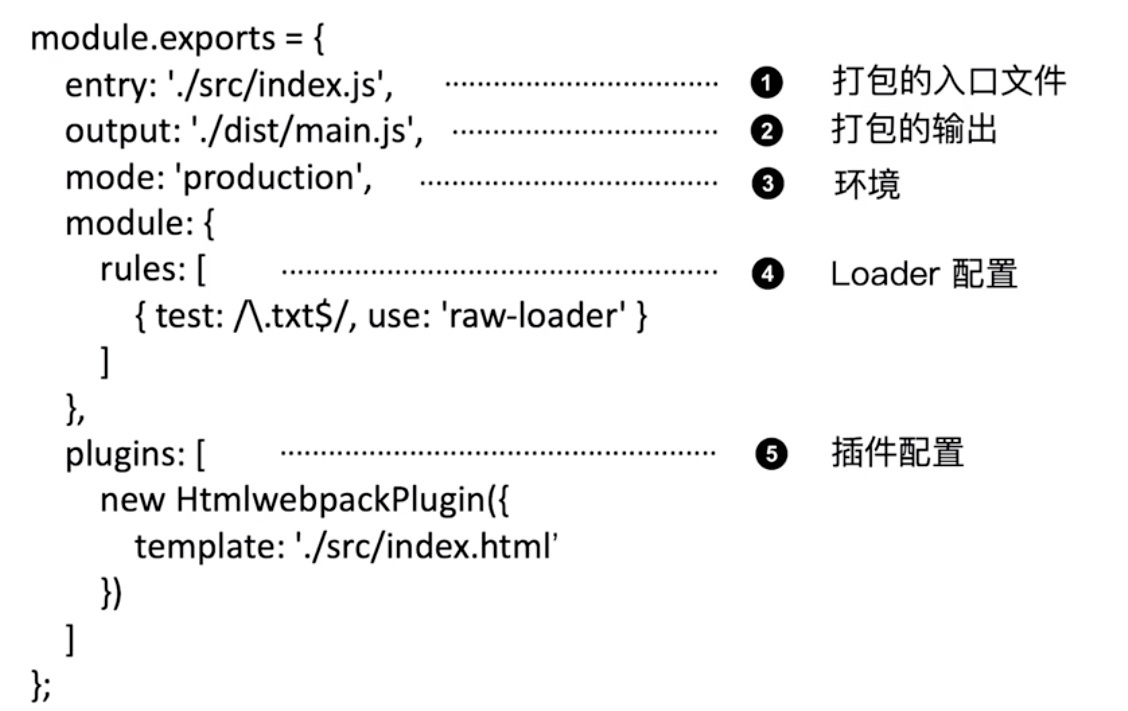 module.exports = {
entry: './src/index.js', ❶ 打包的入口文件
output: './dist/main.js', ❷ 打包的输出
mode: 'production', ❸ 环境
module: {
rules: [ ❹ Loader 配置
{ test: /\.txt$/, use: 'raw-loader' }
]
},
plugins: [ ❺ 插件配置
new HtmlwebpackPlugin({
template: './src/index.html’
})
]
};